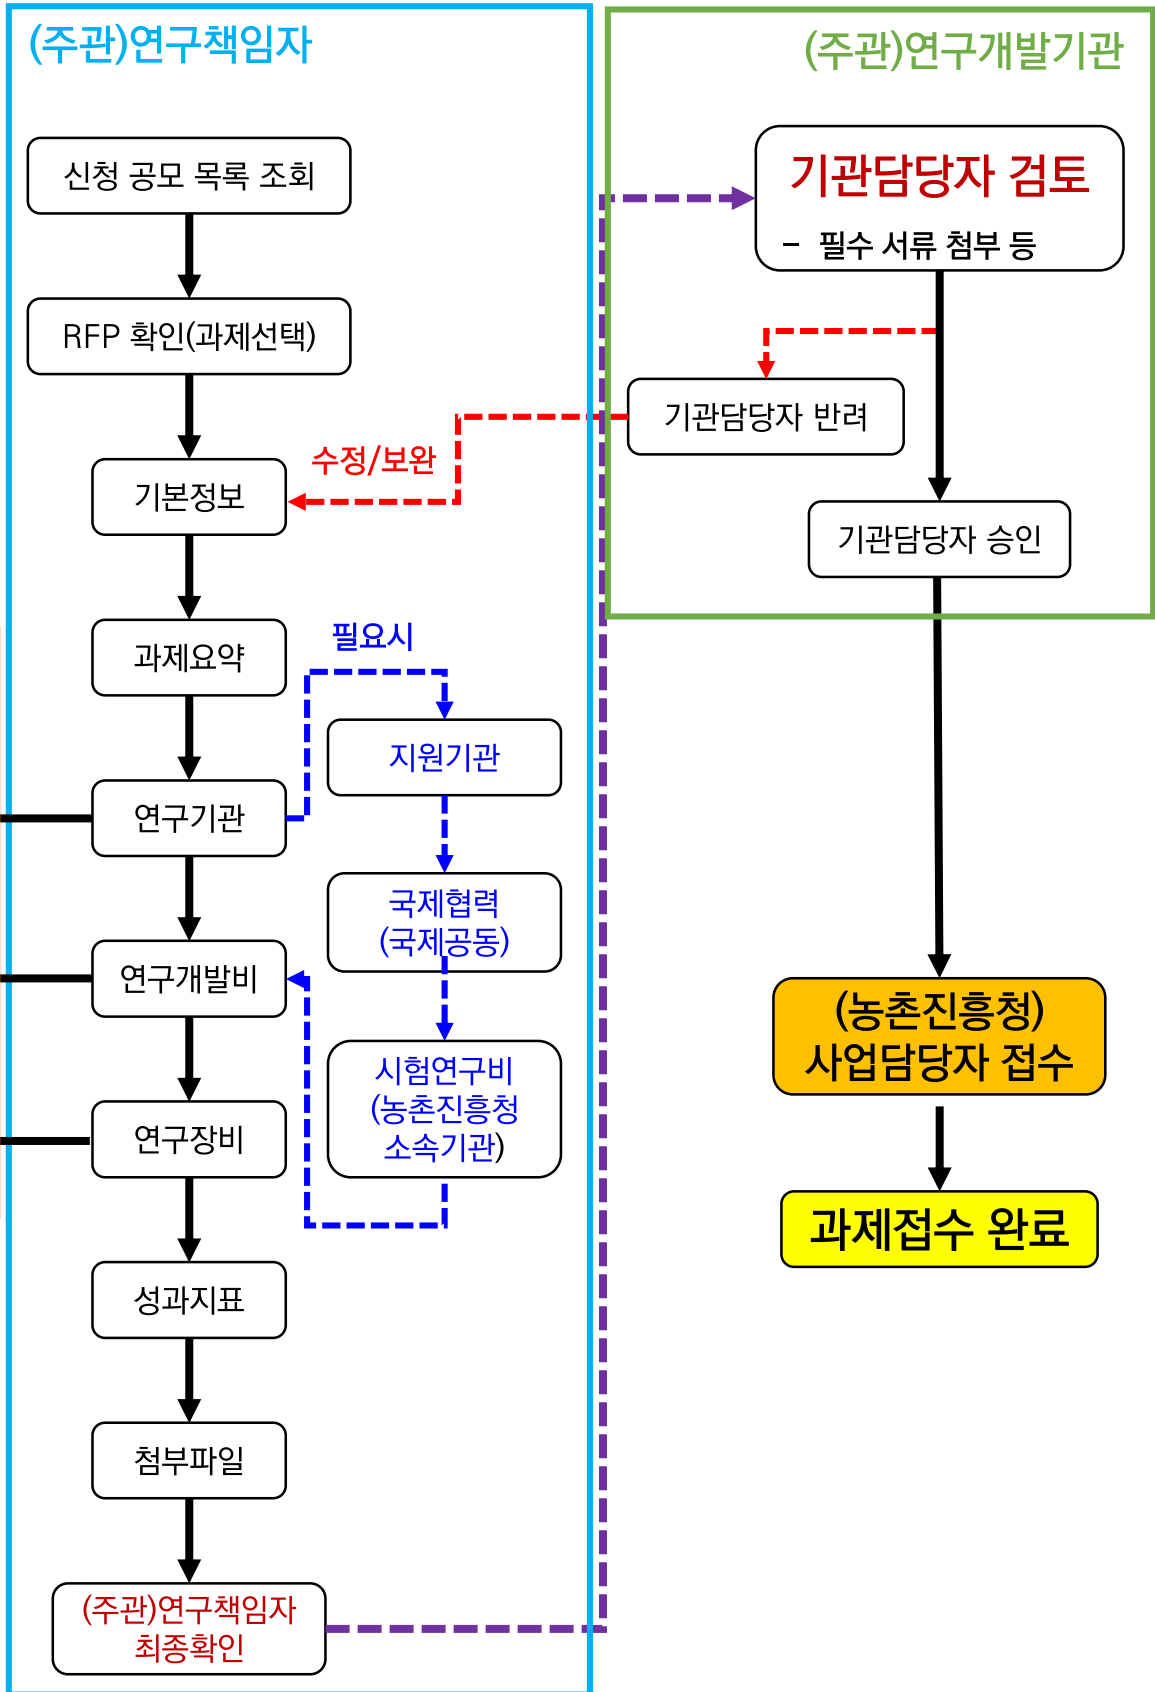 (주관)연구책임자
신청 공모 목록 조회
RFP 확인(과제선택)
수정/보완
기본정보
과제요약
필요시
지원기관
연구기관
국제협력
(국제공동)
연구개발비
시험연구비
(농촌진흥청
소속기관)
연구장비
성과지표
첨부파일
(주관)연구책임자
최종확인
(주관)연구개발기관
기관담당자 검토
- 필수 서류 첨부 등
기관담당자 반려
기관담당자 승인
(농촌진흥청)
사업담당자 접수
과제접수 완료